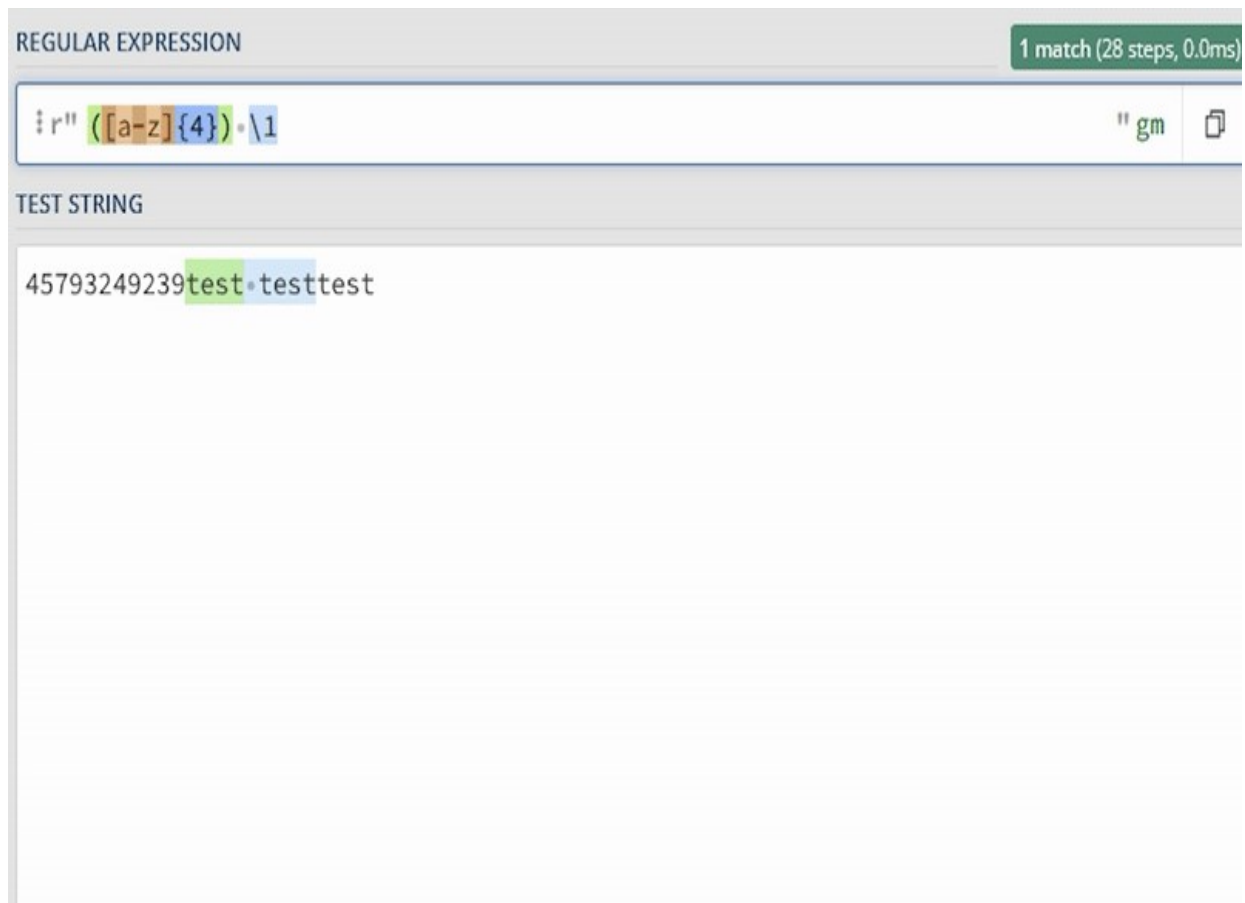 REGULAR EXPRESSION
1 match (28 steps, 0.0ms)
r" ([a-z]{4})·\1 " gm
TEST STRING
45793249239test·testtest